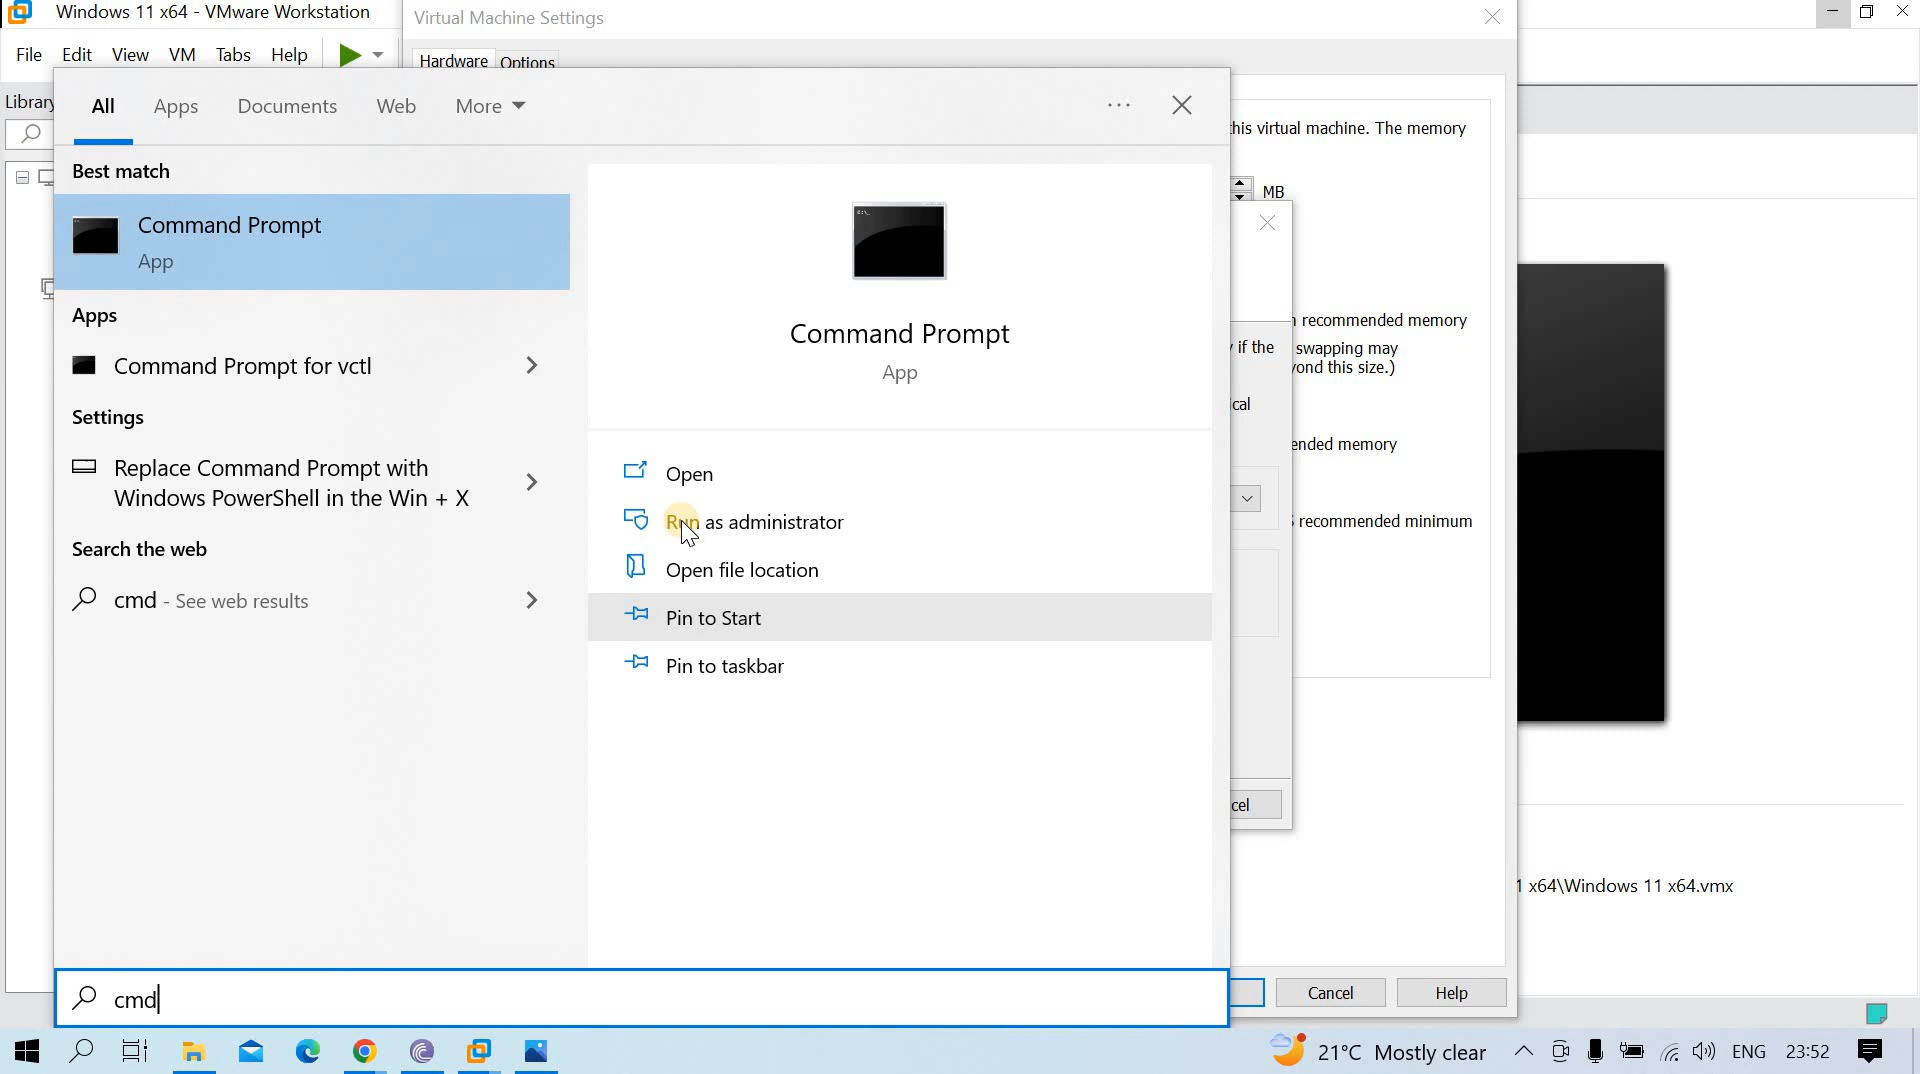 Windows 11 x64 - VMware Workstation
File Edit View VM Tabs Help
Library
Virtual Machine Settings
Hardware Options
All Apps Documents Web More
Best match
Command Prompt
App
Apps
Command Prompt for vctl
Settings
Replace Command Prompt with
Windows PowerShell in the Win + X
Search the web
cmd - See web results
Command Prompt
App
Open
Run as administrator
Open file location
Pin to Start
Pin to taskbar
this virtual machine. The memory
MB
recommended memory
if the
swapping may
yond this size.)
ical
ended memory
recommended minimum
cel
1 x64\Windows 11 x64.vmx
Cancel Help
cmd
21°C Mostly clear ENG 23:52